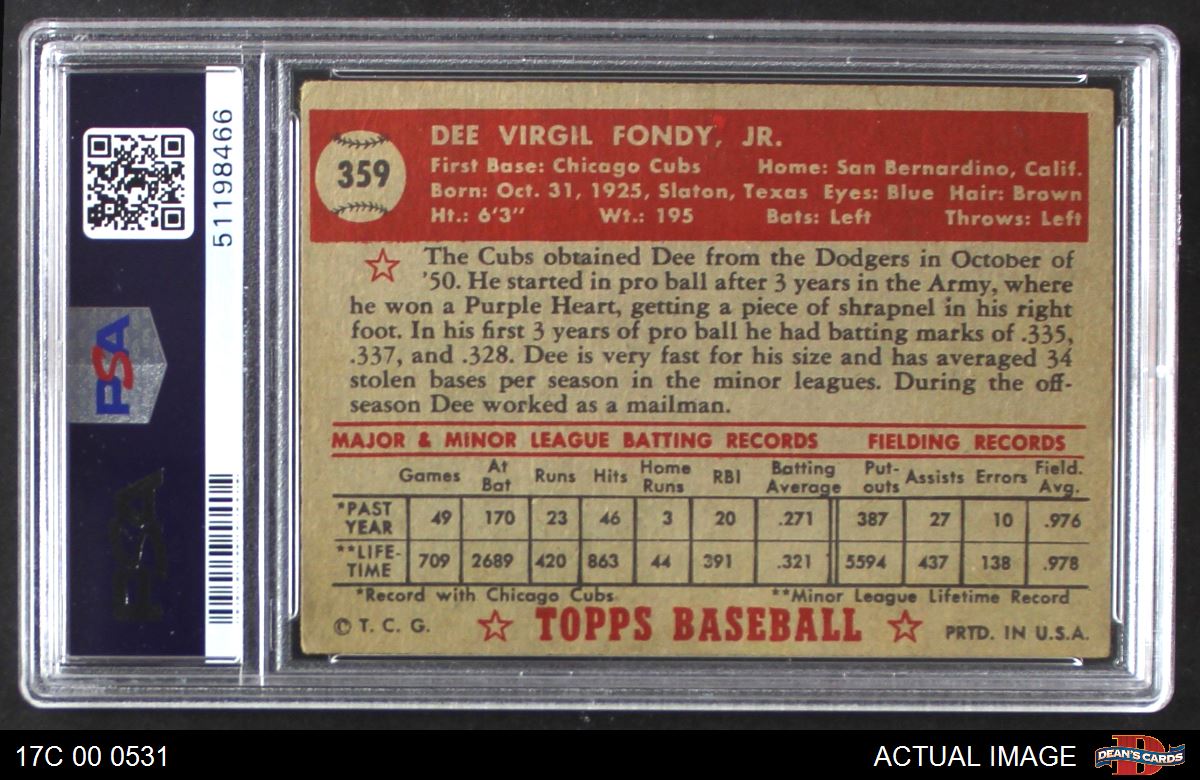 51198466
PSA
PSA
359
DEE VIRGIL FONDY, JR.
First Base: Chicago Cubs Home: San Bernardino, Calif.
Born: Oct. 31, 1925, Slaton, Texas Eyes: Blue Hair: Brown
Ht.: 6'3" Wt.: 195 Bats: Left Throws: Left
The Cubs obtained Dee from the Dodgers in October of
'50. He started in pro ball after 3 years in the Army, where
he won a Purple Heart, getting a piece of shrapnel in his right
foot. In his first 3 years of pro ball he had batting marks of .335,
.337, and .328. Dee is very fast for his size and has averaged 34
stolen bases per season in the minor leagues. During the off-
season Dee worked as a mailman.
MAJOR & MINOR LEAGUE BATTING RECORDS FIELDING RECORDS
Games At Bat Runs Hits Home Runs RBI Batting Average Put-outs Assists Errors Field. Avg.
*PAST YEAR 49 170 23 46 3 20 .271 387 27 10 .976
**LIFE-TIME 709 2689 420 863 44 391 .321 5594 437 138 .978
*Record with Chicago Cubs **Minor League Lifetime Record
© T. C. G. TOPPS BASEBALL PRTD. IN U.S.A.
17C 00 0531 ACTUAL IMAGE DEAN'S CARDS